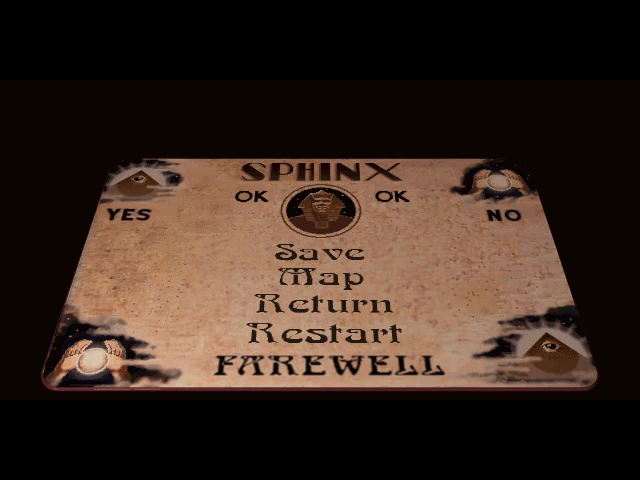 SPHINX
OK OK
YES NO
Save
Map
Return
Restart
FAREWELL